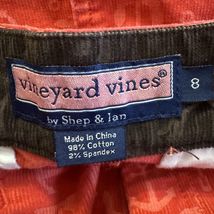 vineyard vines®
8
by Shep & Ian
Made in China
98% Cotton
2% Spandex